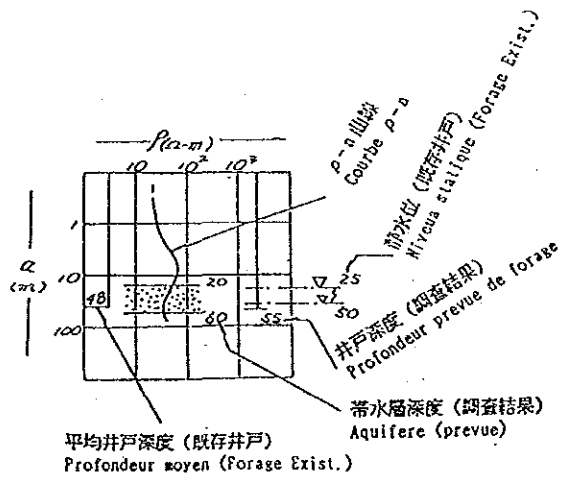 ρ(Ω-m)
10 10² 10³
a
(m)
1
10
100
48
20
60
55
25
50
ρ-a 曲線
Courbe ρ-a
静水位 (既存井戸)
Niveua statique (Forage Exist.)
井戸深度 (調査結果)
Profondeur prevue de forage
帯水層深度 (調査結果)
Aquifere (prevue)
平均井戸深度 (既存井戸)
Profondeur moyen (Forage Exist.)